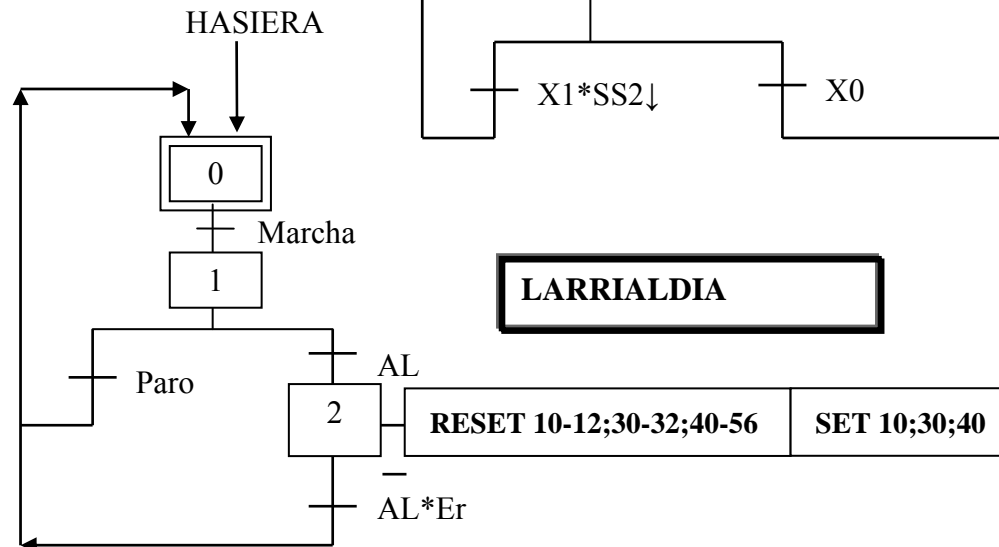 HASIERA
X1*SS2↓
X0
0
Marcha
1
LARRIALDIA
AL
Paro
2
RESET 10-12;30-32;40-56
SET 10;30;40
A̅L*Er